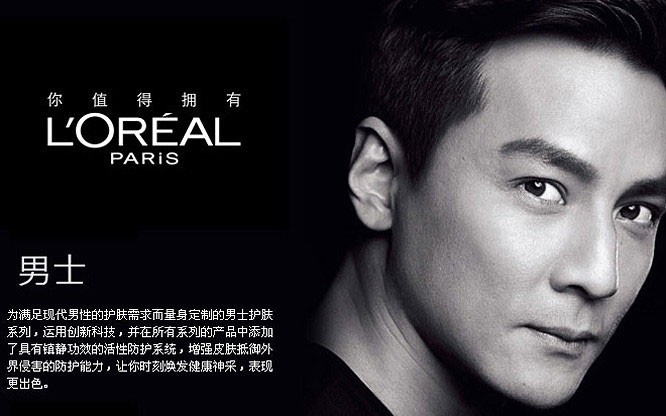 你值得拥有
L'ORÉAL
PARiS
男士
为满足现代男性的护肤需求而量身定制的男士护肤
系列，运用创新科技，并在所有系列的产品中添加
了具有镇静功效的活性防护系统，增强皮肤抵御外
界侵害的防护能力，让你时刻焕发健康神采，表现
更出色。